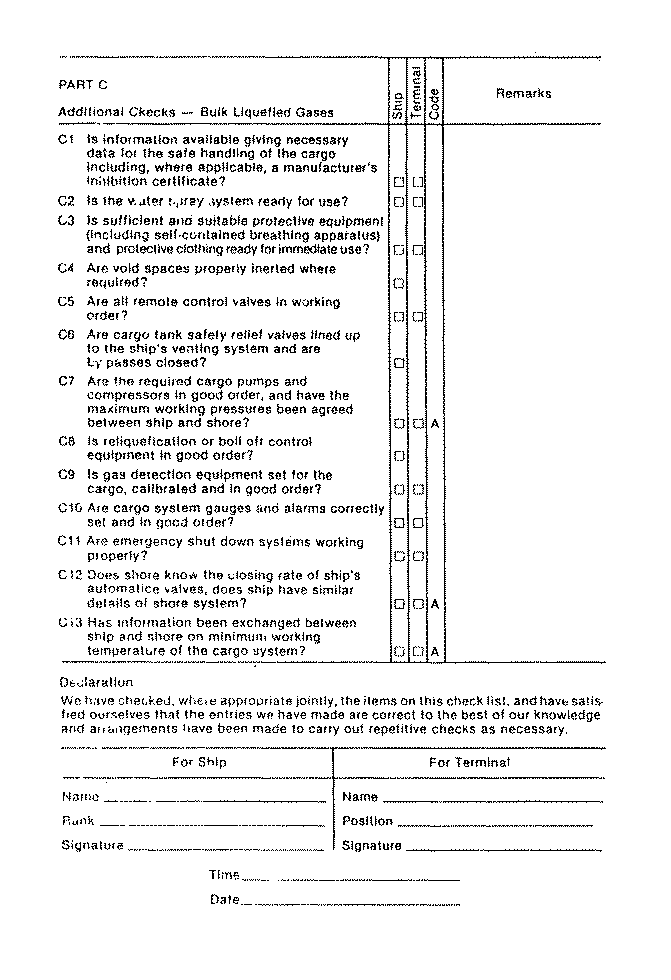 PART C
Ship
Terminal
Code
Remarks
Additional Checks — Bulk Liquefied Gases
C1 Is information available giving necessary
data for the safe handling of the cargo
including, where applicable, a manufacturer's
inhibition certificate?
C2 Is the water spray system ready for use?
C3 Is sufficient and suitable protective equipment
(including self-contained breathing apparatus)
and protective clothing ready for immediate use?
C4 Are void spaces properly inerted where
required?
C5 Are all remote control valves in working
order?
C6 Are cargo tank safety relief valves lined up
to the ship's venting system and are
by passes closed?
C7 Are the required cargo pumps and
compressors in good order, and have the
maximum working pressures been agreed
between ship and shore? A
C8 Is reliquefication or boil off control
equipment in good order?
C9 Is gas detection equipment set for the
cargo, calibrated and in good order?
C10 Are cargo system gauges and alarms correctly
set and in good order?
C11 Are emergency shut down systems working
properly?
C12 Does shore know the closing rate of ship's
automatice valves, does ship have similar
details of shore system? A
C13 Has information been exchanged between
ship and shore on minimum working
temperature of the cargo system? A
Declaration
We have checked, where appropriate jointly, the items on this check list, and have satis-
fied ourselves that the entries we have made are correct to the best of our knowledge
and arrangements have been made to carry out repetitive checks as necessary.
For Ship For Terminal
Name Name
Rank Position
Signature Signature
Time
Date